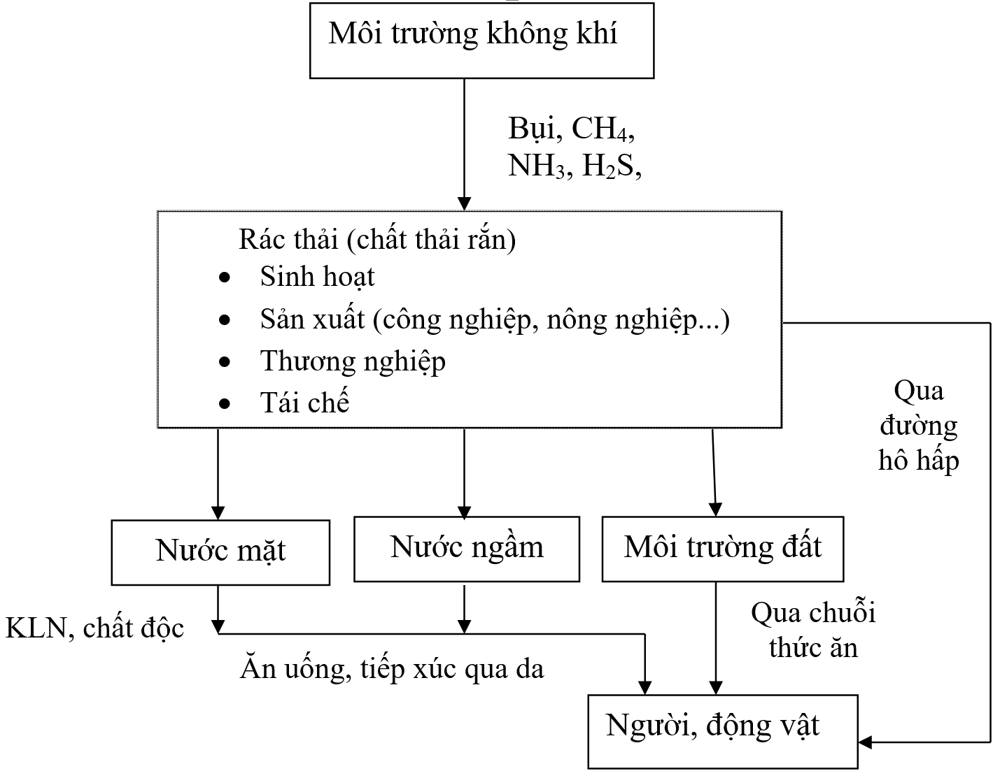 Môi trường không khí
Bụi, CH₄,
NH₃, H₂S,
Rác thải (chất thải rắn)
• Sinh hoạt
• Sản xuất (công nghiệp, nông nghiệp...)
• Thương nghiệp
• Tái chế
Qua
đường
hô hấp
Nước mặt
Nước ngầm
Môi trường đất
KLN, chất độc
Qua chuỗi
thức ăn
Ăn uống, tiếp xúc qua da
Người, động vật